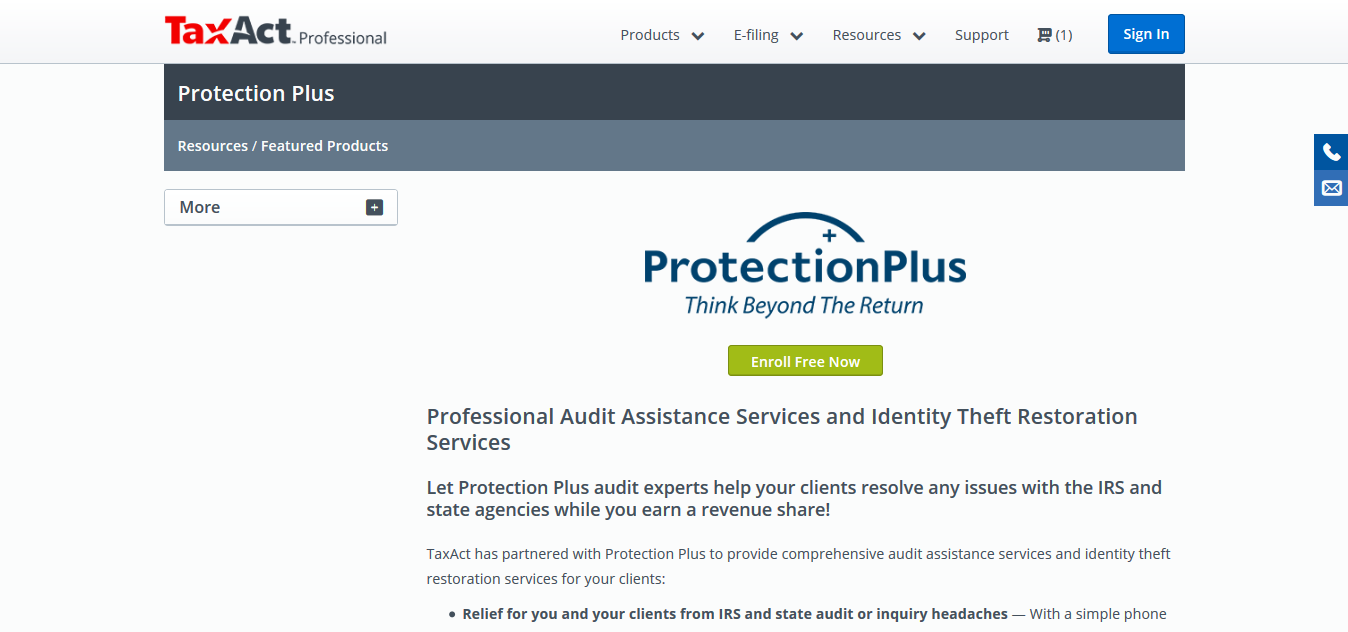 TaxAct. Professional
Products E-filing Resources Support (1) Sign In
Protection Plus
Resources / Featured Products
More
ProtectionPlus
Think Beyond The Return
Enroll Free Now
Professional Audit Assistance Services and Identity Theft Restoration
Services
Let Protection Plus audit experts help your clients resolve any issues with the IRS and
state agencies while you earn a revenue share!
TaxAct has partnered with Protection Plus to provide comprehensive audit assistance services and identity theft
restoration services for your clients:
• Relief for you and your clients from IRS and state audit or inquiry headaches — With a simple phone